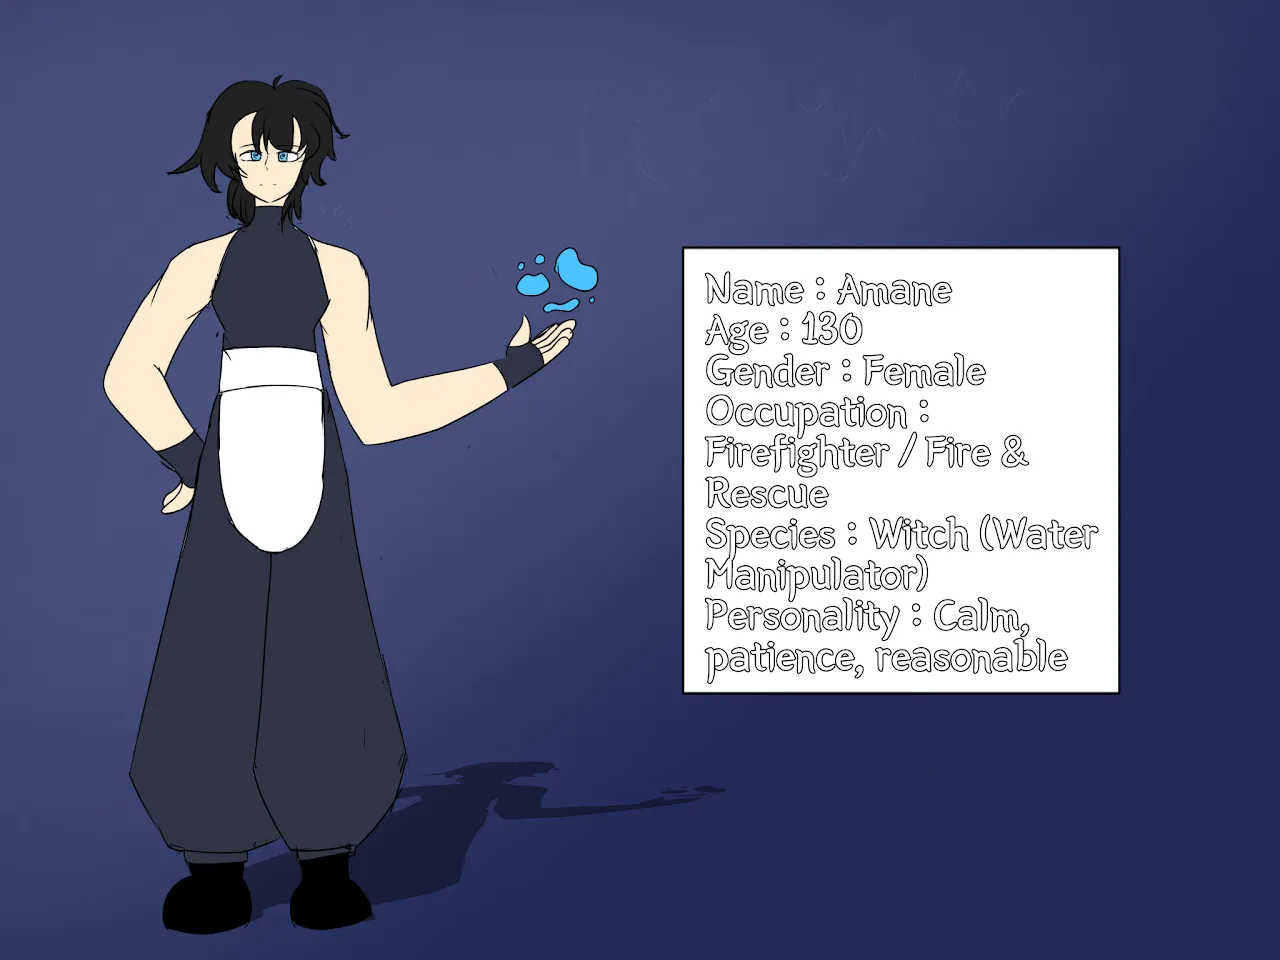 Name : Amane
Age : 130
Gender : Female
Occupation :
Firefighter / Fire &
Rescue
Species : Witch (Water
Manipulator)
Personality : Calm,
patience, reasonable